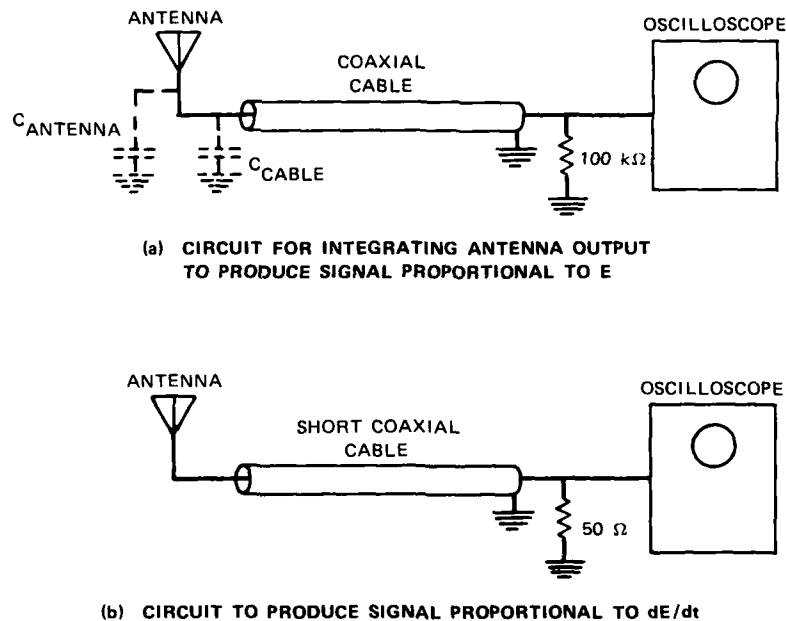 ANTENNA
OSCILLOSCOPE
COAXIAL
CABLE
CANTENNA
CCABLE
100 kΩ
(a) CIRCUIT FOR INTEGRATING ANTENNA OUTPUT
TO PRODUCE SIGNAL PROPORTIONAL TO E
ANTENNA
OSCILLOSCOPE
SHORT COAXIAL
CABLE
50 Ω
(b) CIRCUIT TO PRODUCE SIGNAL PROPORTIONAL TO dE/dt